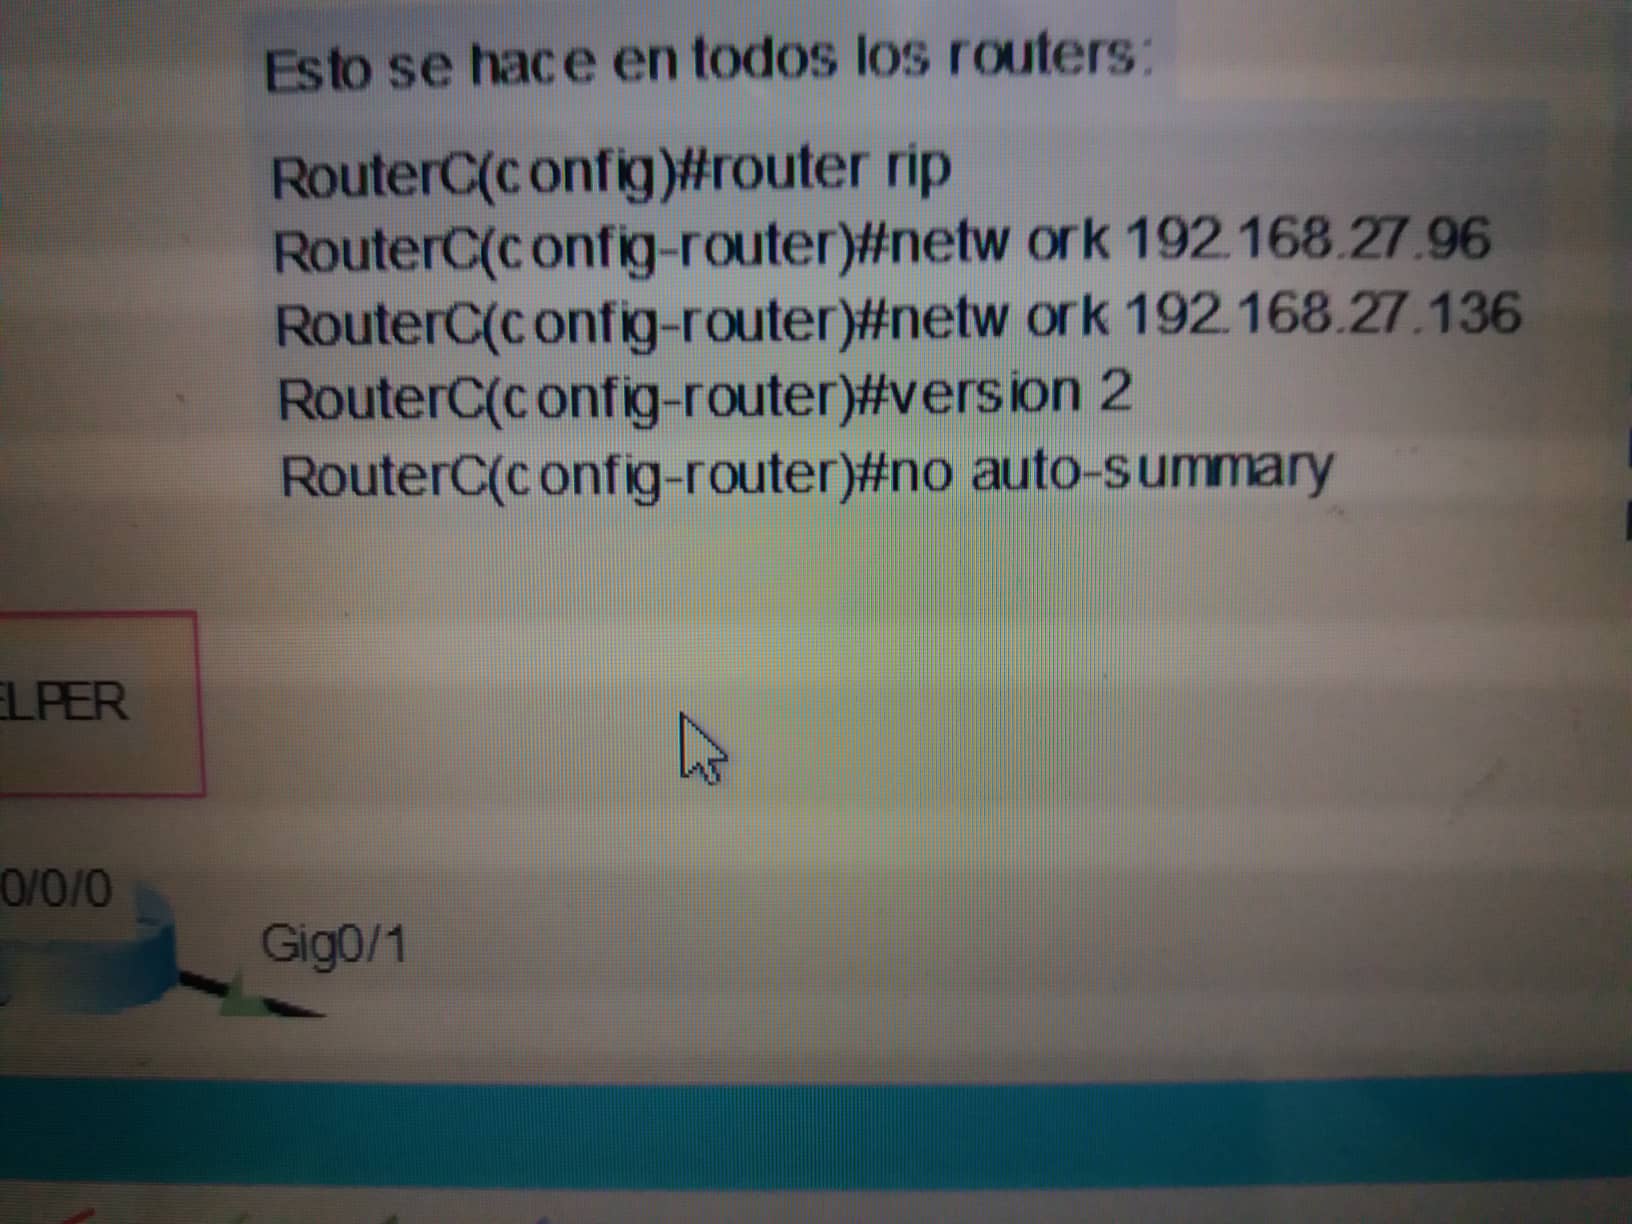 Esto se hace en todos los routers:
RouterC(config)#router rip
RouterC(config-router)#network 192.168.27.96
RouterC(config-router)#network 192.168.27.136
RouterC(config-router)#version 2
RouterC(config-router)#no auto-summary
ELPER
0/0/0
Gig0/1